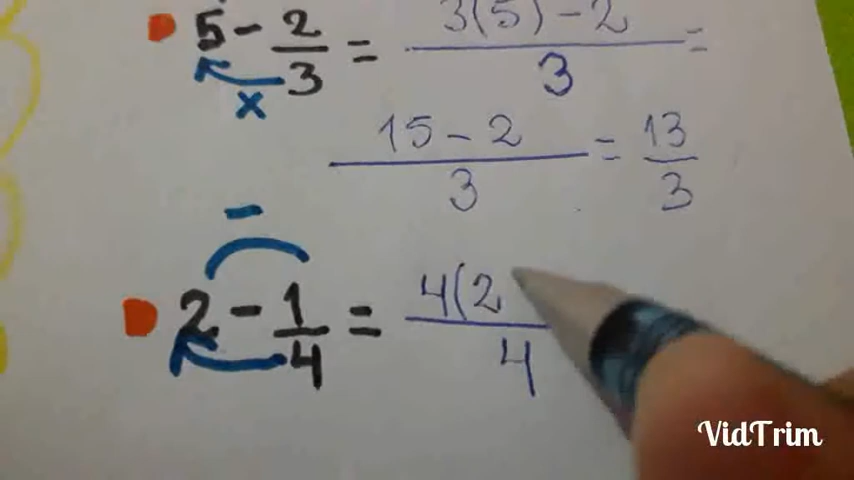 5 - 2/3 = 3(5) - 2/3 =
x
15 - 2/3 = 13/3
-
2 - 1/4 = 4(2/4
VidTrim